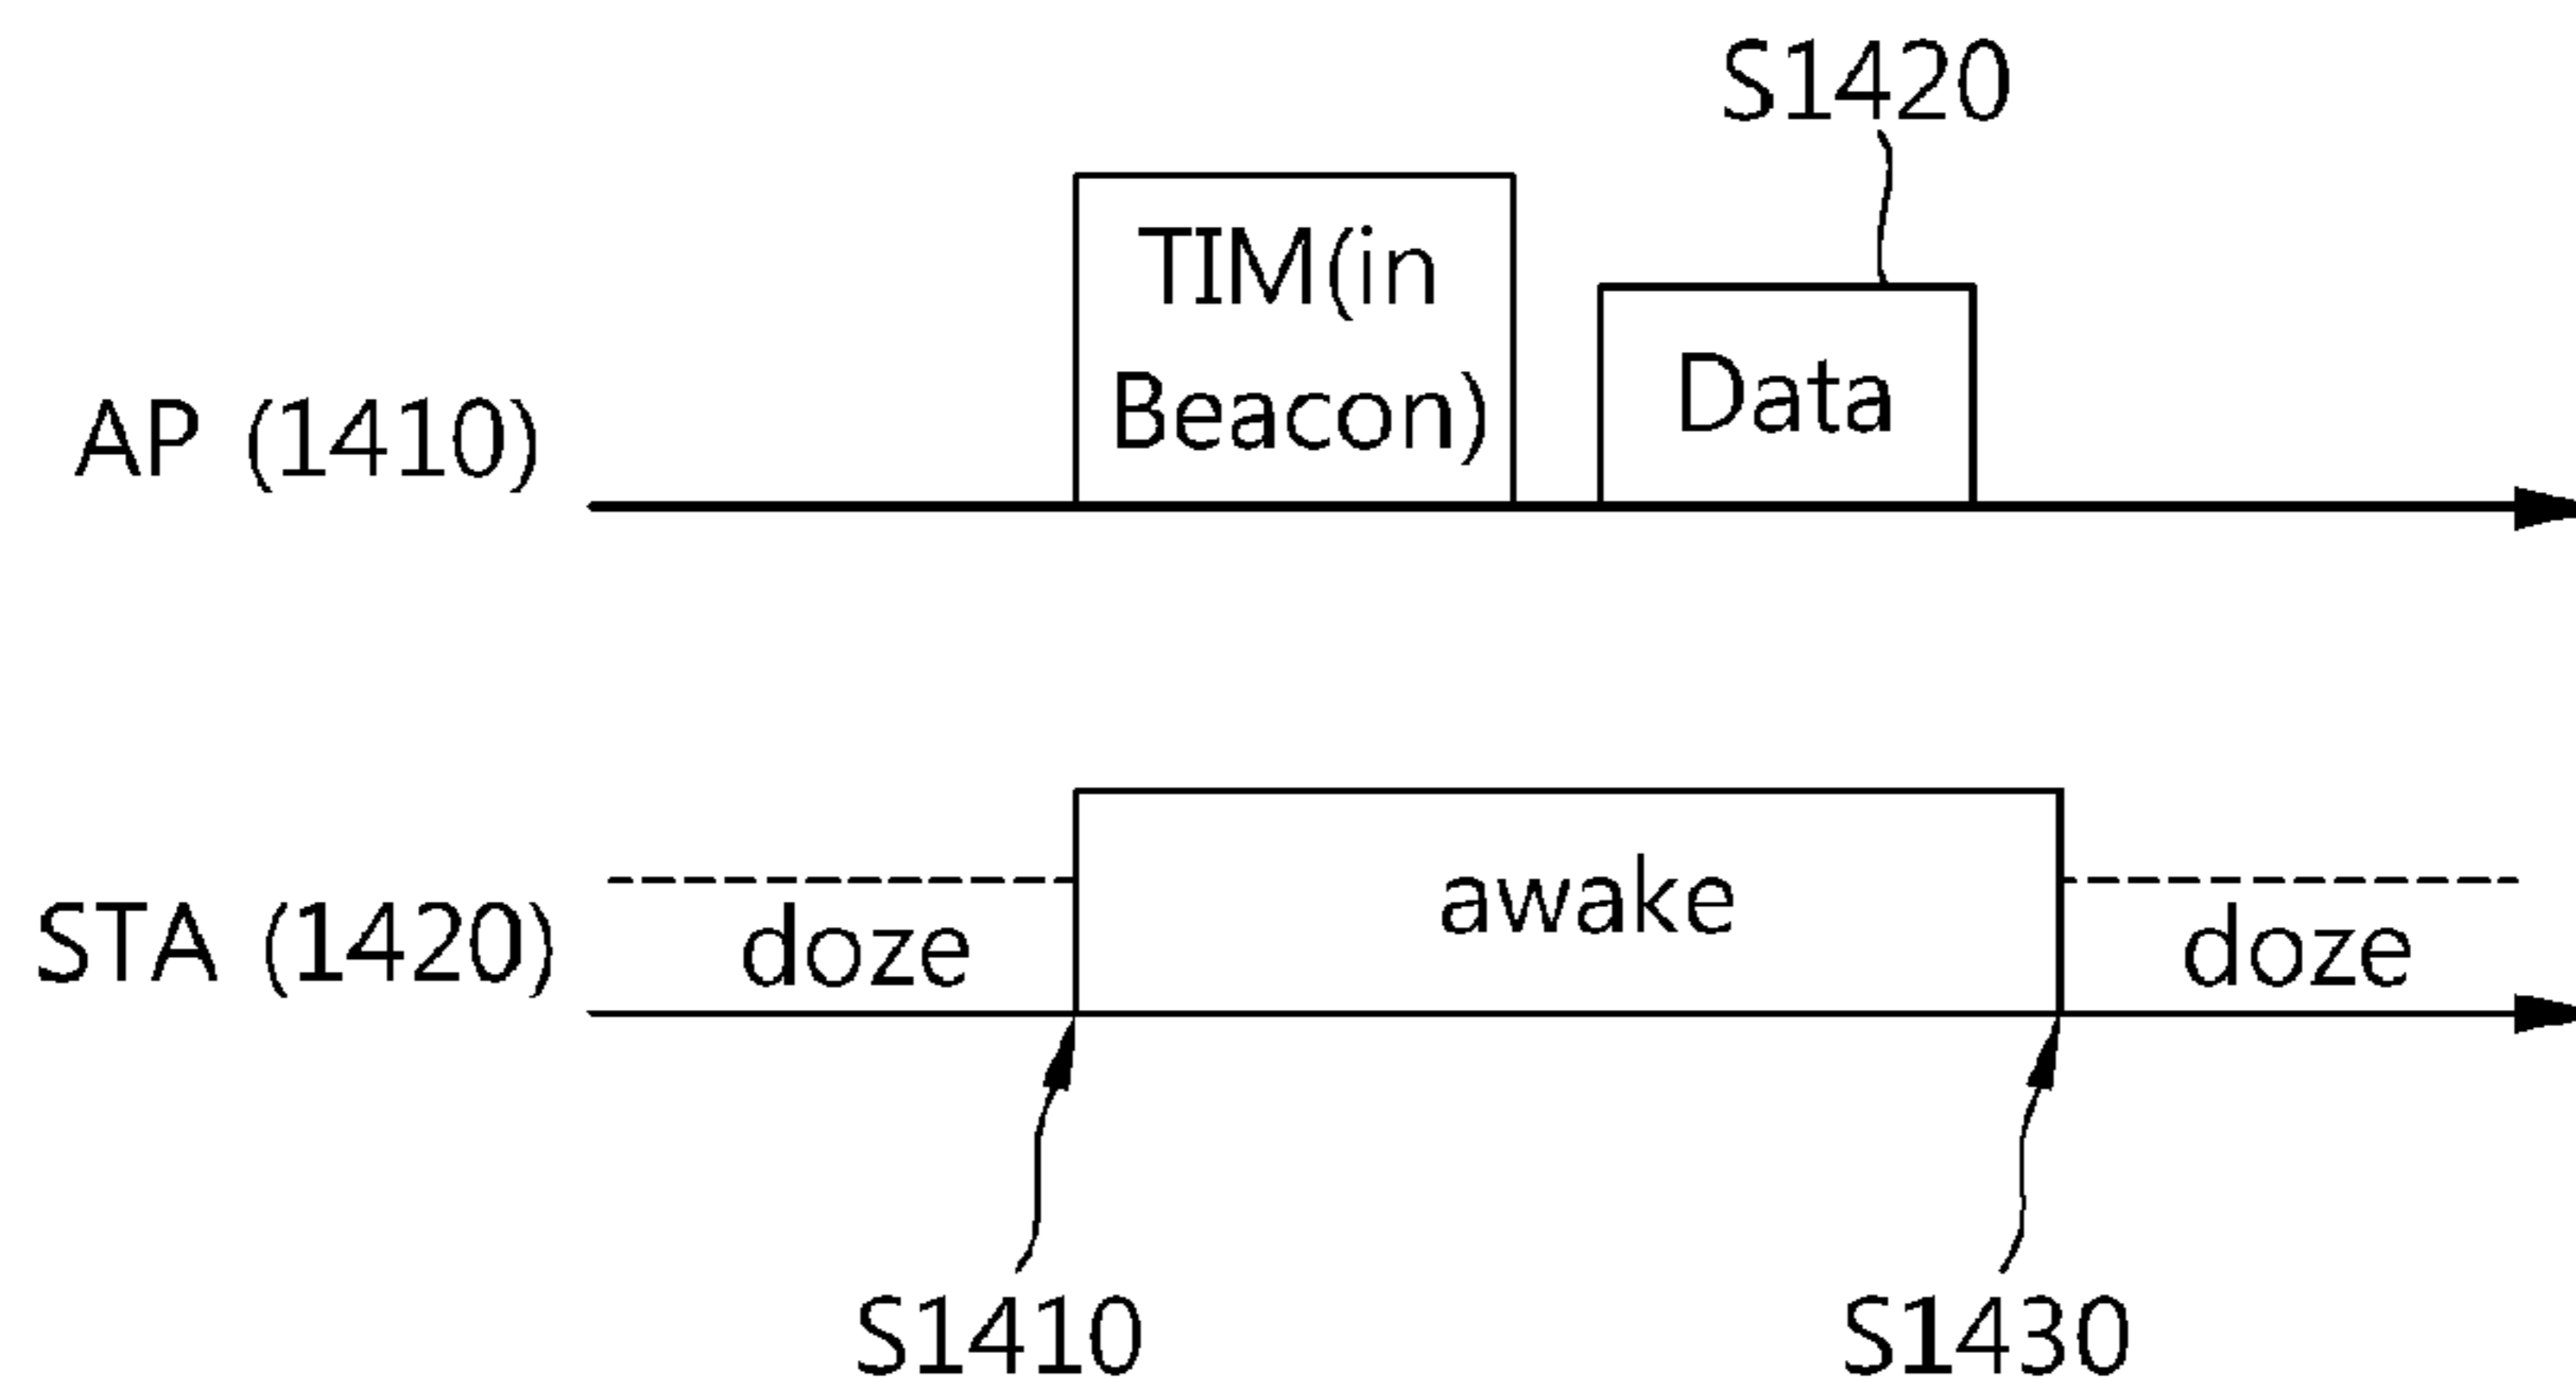 S1420
TIM(in
Beacon)
Data
AP (1410)
awake
STA (1420)
doze
doze
S1410
S1430